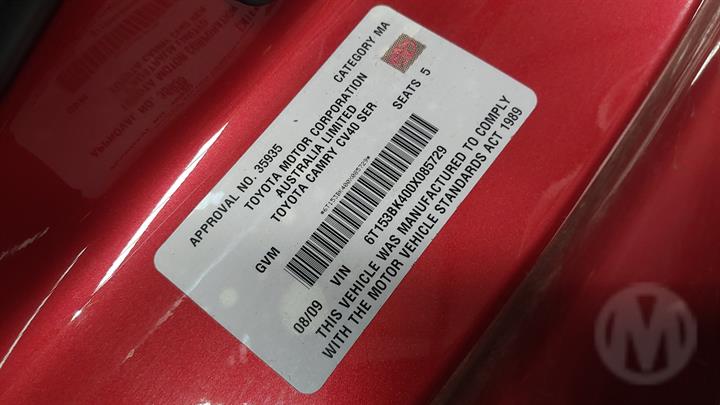 APPROVAL NO. 35935 CATEGORY MA
TOYOTA MOTOR CORPORATION
AUSTRALIA LIMITED
TOYOTA CAMRY CV40 SER
GVM SEATS 5
*6T153BK400X085729*
08/09 VIN 6T153BK400X085729
THIS VEHICLE WAS MANUFACTURED TO COMPLY
WITH THE MOTOR VEHICLE STANDARDS ACT 1989
M